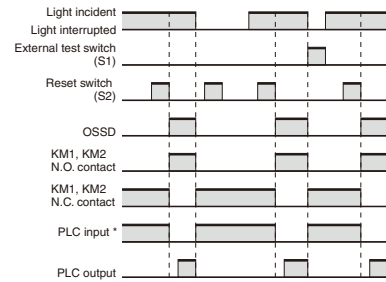 Light incident
Light interrupted
External test switch
(S1)
Reset switch
(S2)
OSSD
KM1, KM2
N.O. contact
KM1, KM2
N.C. contact
PLC input *
PLC output